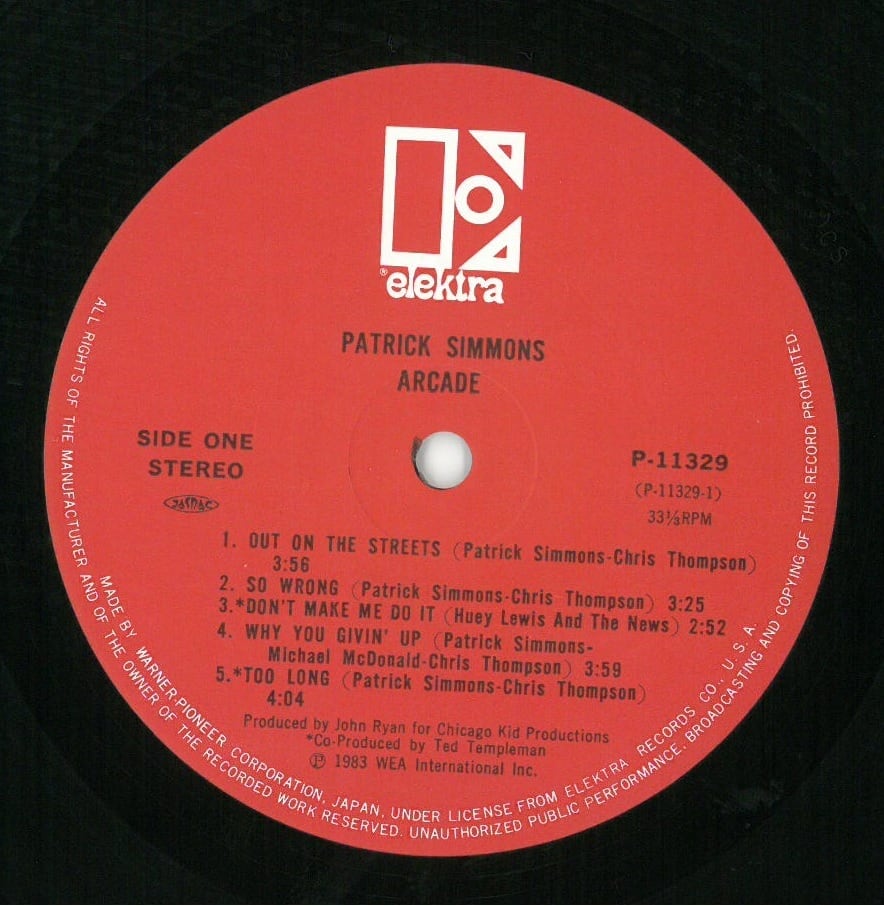 ® elektra
PATRICK SIMMONS
ARCADE
SIDE ONE
STEREO
JASRAC
P-11329
(P-11329-1)
33⅓RPM
1. OUT ON THE STREETS (Patrick Simmons-Chris Thompson)
3:56
2. SO WRONG (Patrick Simmons-Chris Thompson) 3:25
3.*DON'T MAKE ME DO IT (Huey Lewis And The News) 2:52
4. WHY YOU GIVIN' UP (Patrick Simmons-
Michael McDonald-Chris Thompson) 3:59
5.*TOO LONG (Patrick Simmons-Chris Thompson)
4:04
Produced by John Ryan for Chicago Kid Productions
*Co-Produced by Ted Templeman
Ⓟ 1983 WEA International Inc.
MADE BY WARNER-PIONEER CORPORATION, JAPAN, UNDER LICENSE FROM ELEKTRA RECORDS CO., U.S.A.
ALL RIGHTS OF THE MANUFACTURER AND OF THE OWNER OF THE RECORDED WORK RESERVED. UNAUTHORIZED PUBLIC PERFORMANCE, BROADCASTING AND COPYING OF THIS RECORD PROHIBITED.